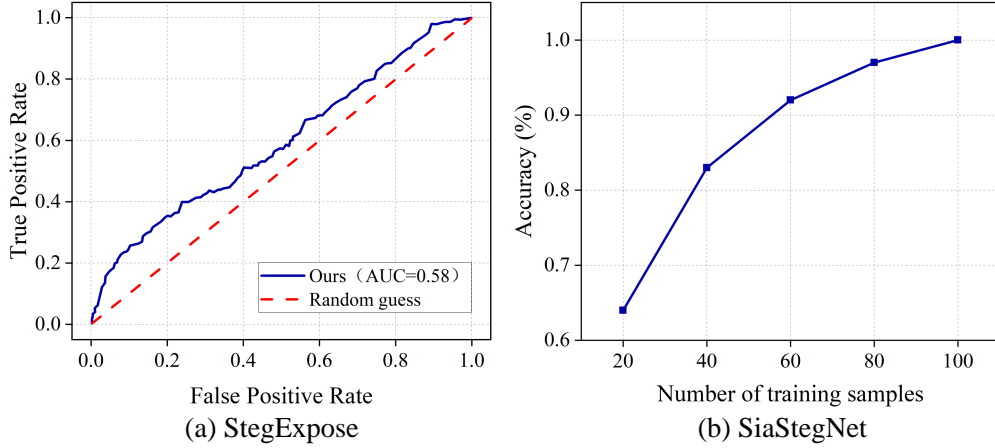 True Positive Rate
1.0
0.8
0.6
0.4
0.2
0.0
Ours（AUC=0.58）
Random guess
0.0 0.2 0.4 0.6 0.8 1.0
False Positive Rate
(a) StegExpose
Accuracy (%)
1.0
0.9
0.8
0.7
0.6
20 40 60 80 100
Number of training samples
(b) SiaStegNet